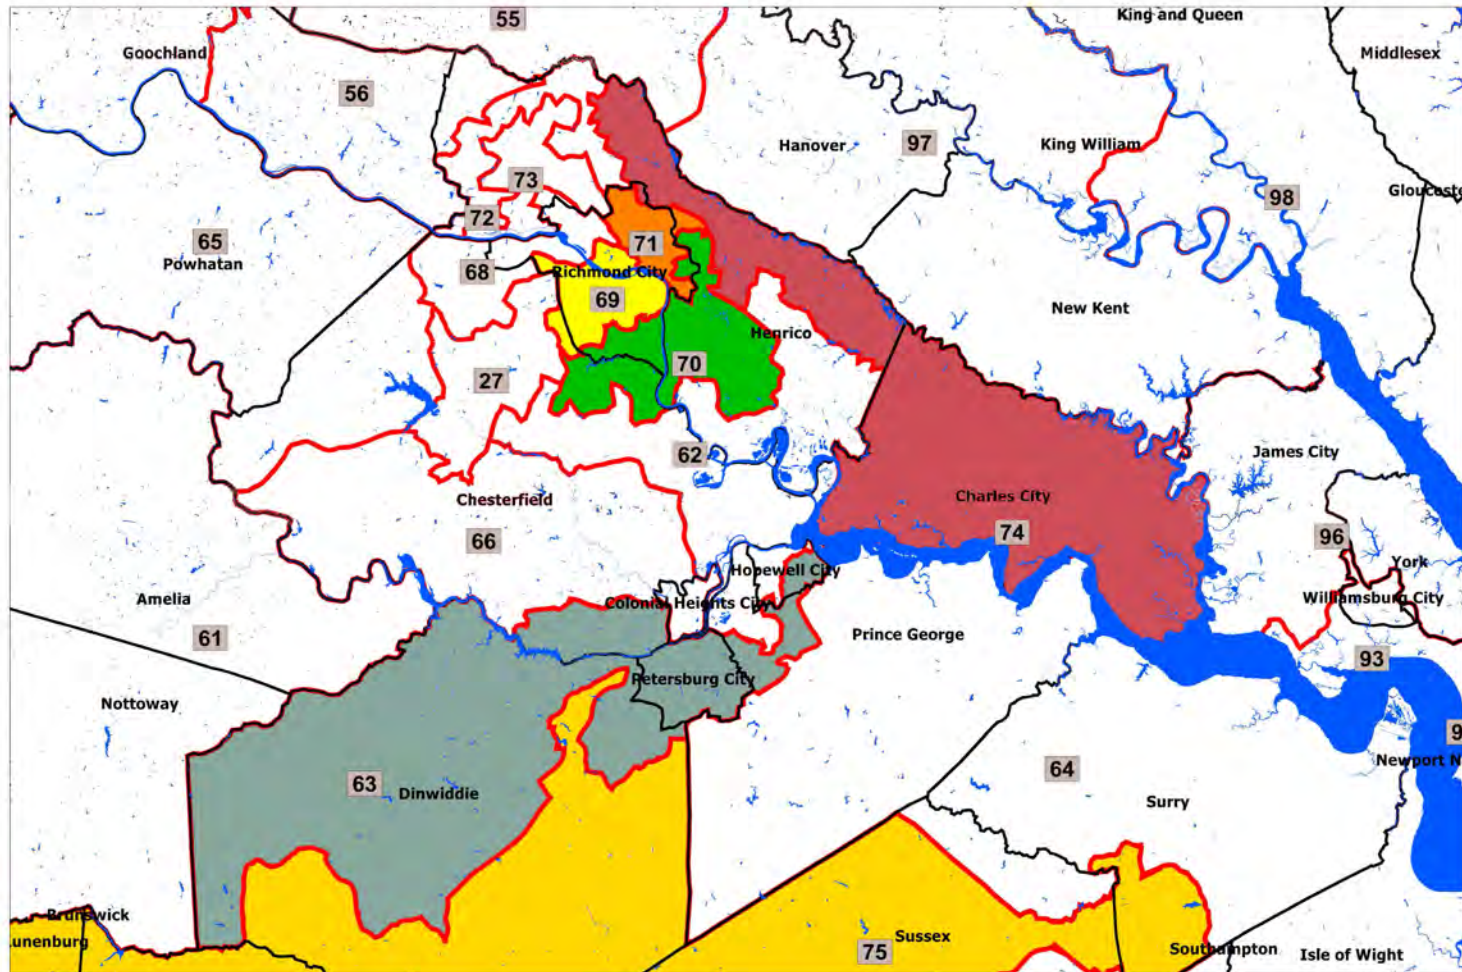 55
King and Queen
Goochland
Middlesex
56
97
Hanover
King William
73
98
Glouceste
72
65
71
Powhatan
68
Richmond City
69
New Kent
Henrico
70
27
62
James City
Chesterfield
Charles City
74
66
96
York
Hopewell City
Amelia
Colonial Heights City
Williamsburg City
61
Prince George
93
Petersburg City
Nottoway
9
Newport N
64
63
Dinwiddie
Surry
Brunswick
unenburg
Sussex
75
Southampton
Isle of Wight